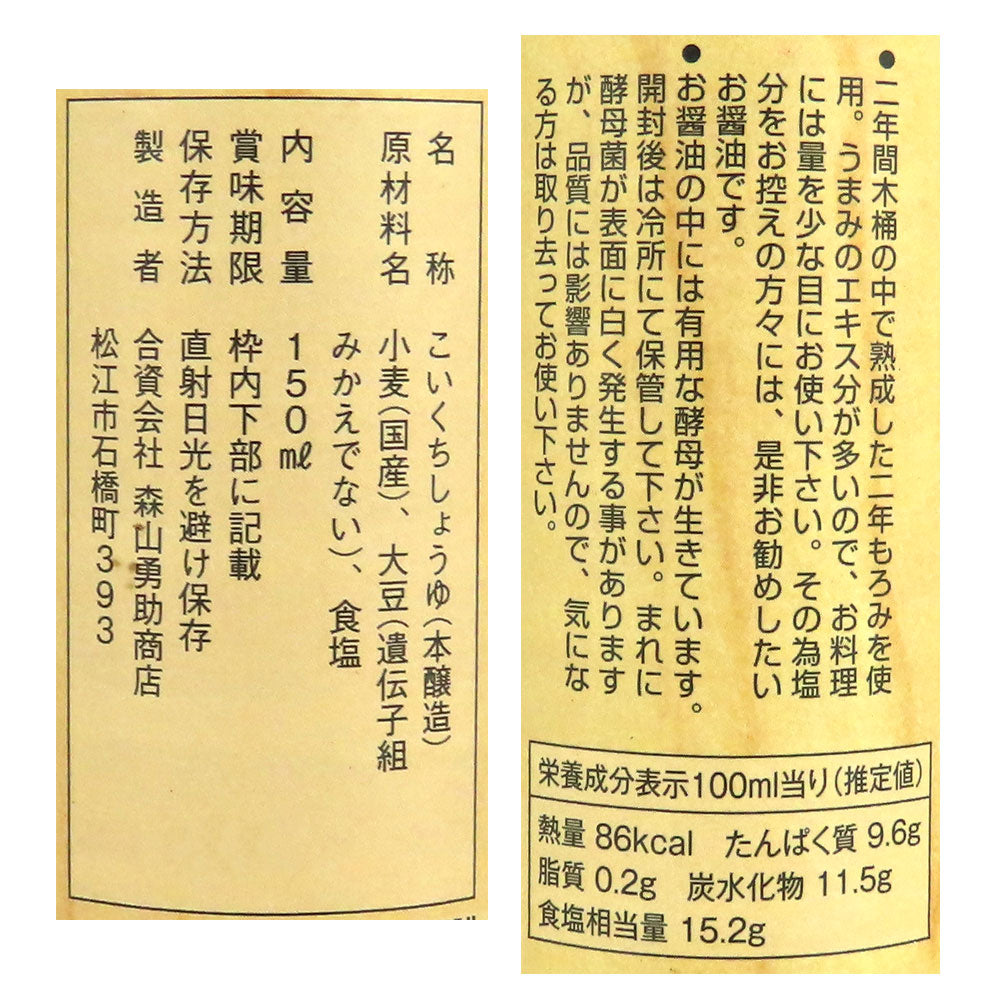 名称 こいくちしょうゆ(本醸造)
原材料名 小麦(国産)、大豆(遺伝子組
みかえでない)、食塩
内容量 150㎖
賞味期限 枠内下部に記載
保存方法 直射日光を避け保存
製造者 合資会社 森山勇助商店
松江市石橋町393
●二年間木桶の中で熟成した二年もろみを使
用。うまみのエキス分が多いので、お料理
には量を少な目にお使い下さい。その為塩
分をお控えの方々には、是非お勧めしたい
お醤油です。
●お醤油の中には有用な酵母が生きています。
開封後は冷所にて保管して下さい。まれに
酵母菌が表面に白く発生する事があります
が、品質には影響ありませんので、気にな
る方は取り去ってお使い下さい。
栄養成分表示100ml当り(推定値)
熱量 86kcal たんぱく質 9.6g
脂質 0.2g 炭水化物 11.5g
食塩相当量 15.2g